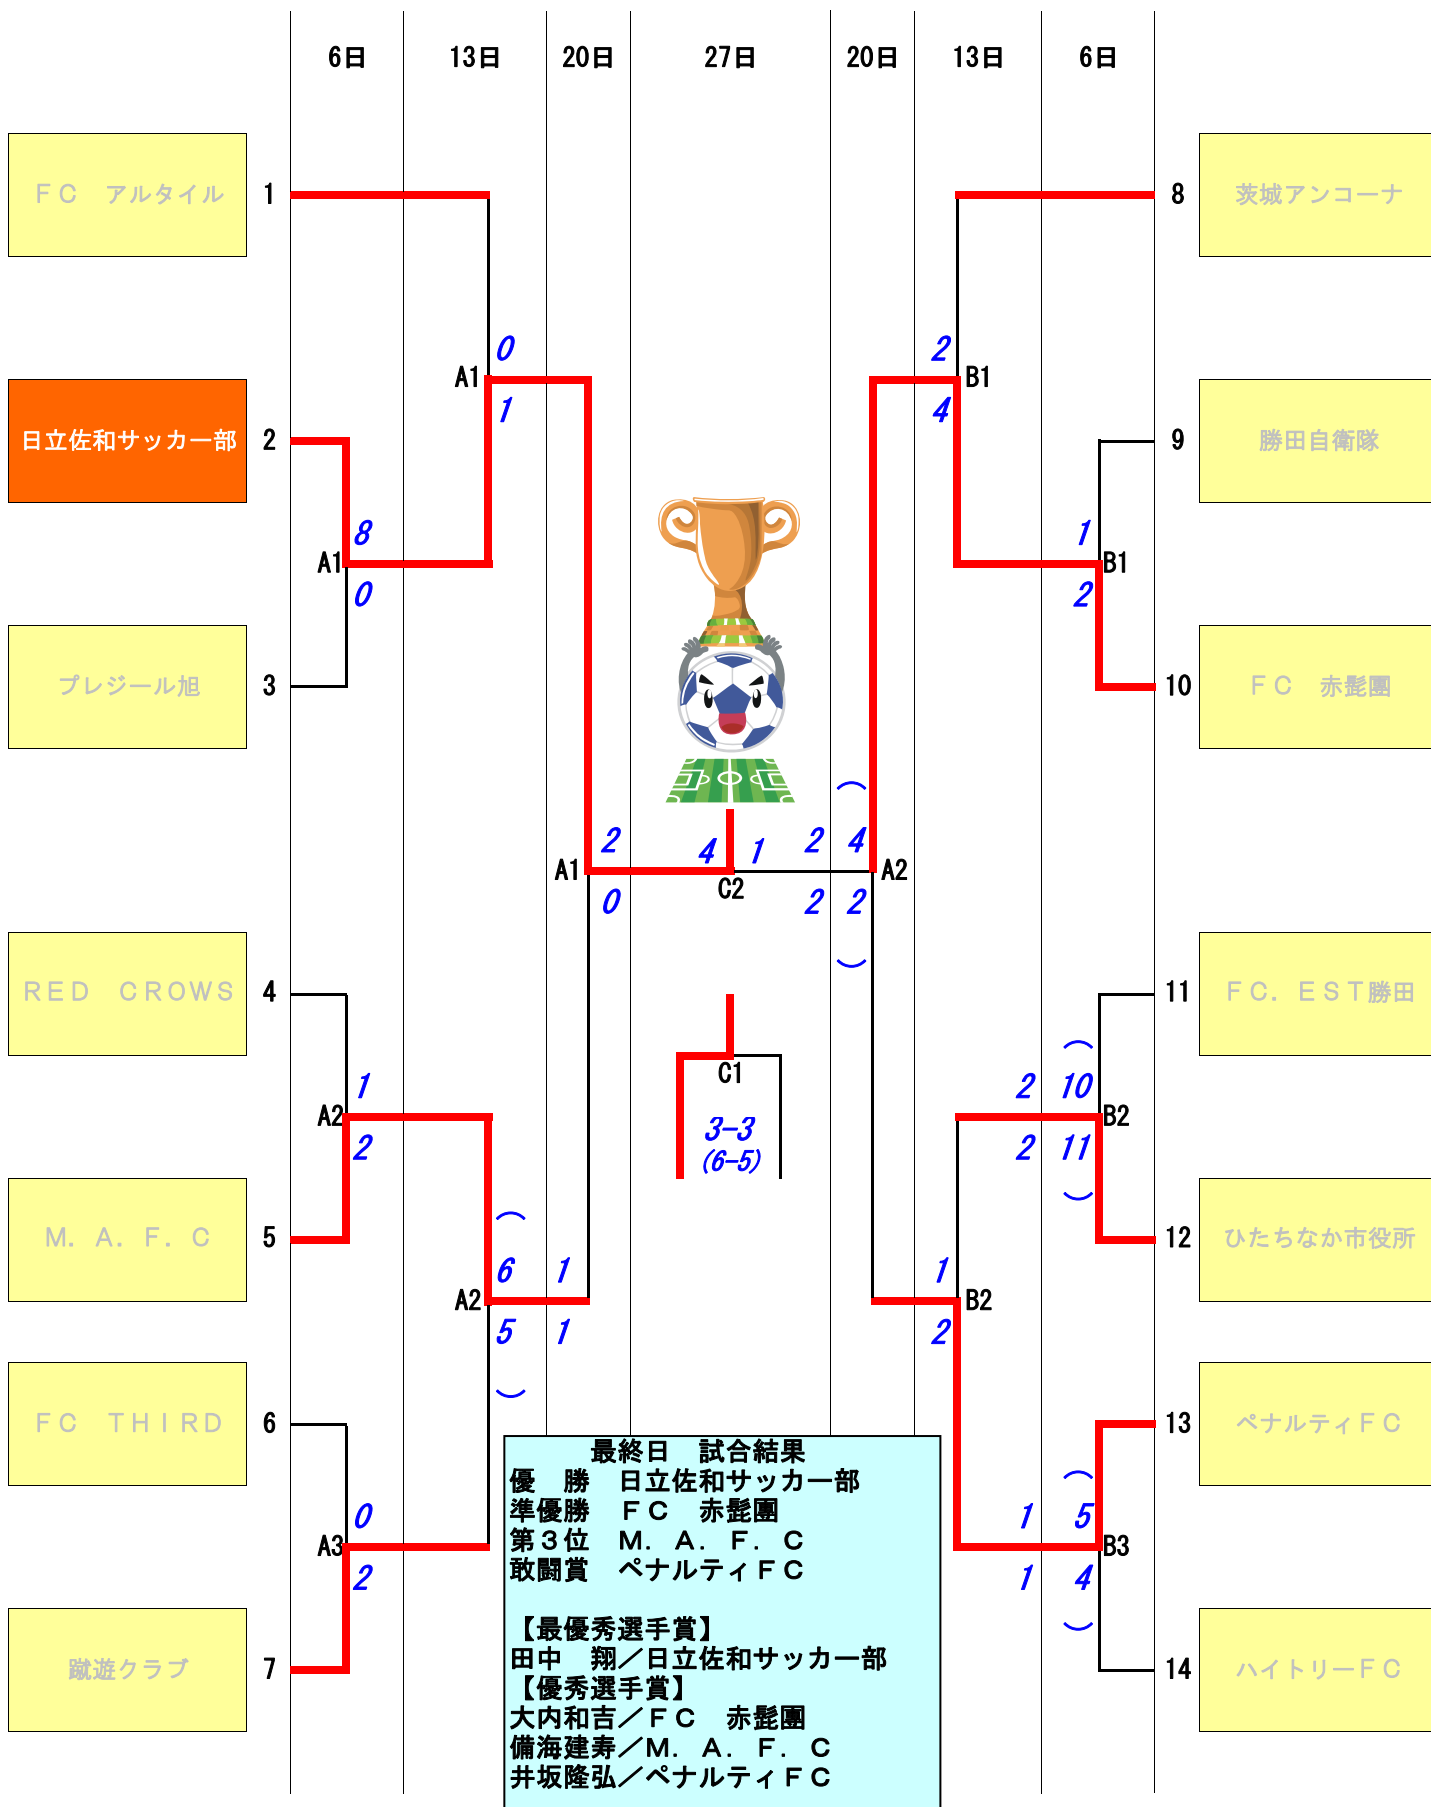 6日 13日 20日 27日 20日 13日 6日
ＦＣ　アルタイル 1
8 茨城アンコーナ
0 2
A1 B1
1 4
日立佐和サッカー部 2
9 勝田自衛隊
8 1
A1 B1
0 2
プレジール旭 3
10 ＦＣ　赤髭團
2 4 1 2 （4
A1 C2 A2
0 2 2）
ＲＥＤ　ＣＲＯＷＳ 4
11 ＦＣ．ＥＳＴ勝田
C1
1 2 （10
A2 3-3 B2
2 (6-5) 2 11）
Ｍ．Ａ．Ｆ．Ｃ 5
12 ひたちなか市役所
（6 1 1
A2 B2
5） 1 2
ＦＣ　ＴＨＩＲＤ 6
13 ペナルティＦＣ
0 1 （5
A3 B3
2 1 4）
蹴遊クラブ 7
14 ハイトリーＦＣ
最終日　試合結果
優　勝　日立佐和サッカー部
準優勝　ＦＣ　赤髭團
第３位　Ｍ．Ａ．Ｆ．Ｃ
敢闘賞　ペナルティＦＣ
【最優秀選手賞】
田中　翔／日立佐和サッカー部
【優秀選手賞】
大内和吉／ＦＣ　赤髭團
備海建寿／Ｍ．Ａ．Ｆ．Ｃ
井坂隆弘／ペナルティＦＣ